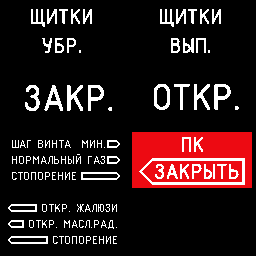 ЩИТКИ
УБР.
ЩИТКИ
ВЫП.
ЗАКР.
ОТКР.
ШАГ ВИНТА МИН.
НОРМАЛЬНЫЙ ГАЗ
СТОПОРЕНИЕ
ПК
ЗАКРЫТЬ
ОТКР. ЖАЛЮЗИ
ОТКР. МАСЛ.РАД.
СТОПОРЕНИЕ